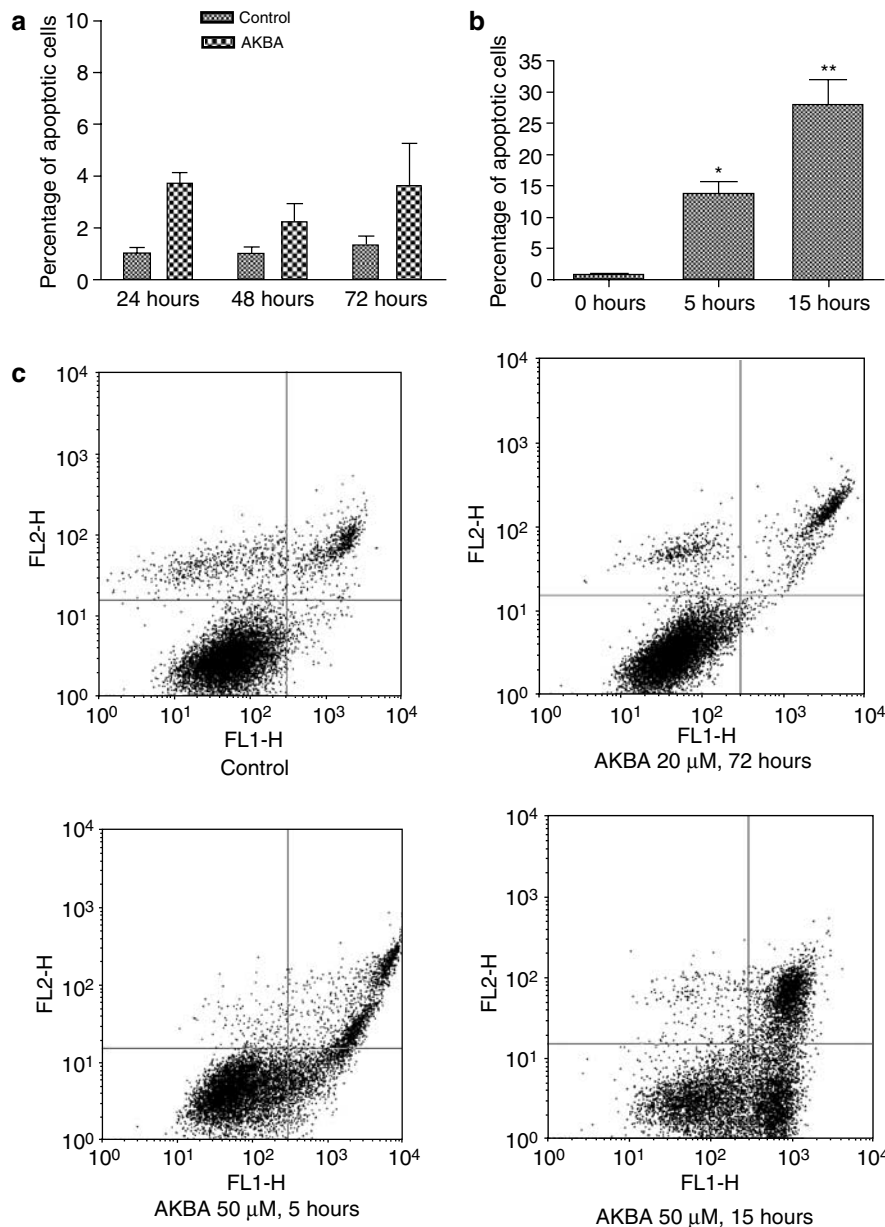 a
Control
AKBA
Percentage of apoptotic cells
10
8
6
4
2
0
24 hours
48 hours
72 hours
b
Percentage of apoptotic cells
35
30
25
20
15
10
5
0
*
**
0 hours
5 hours
15 hours
c
FL2-H
10⁴
10³
10²
10¹
10⁰
10⁰ 10¹ 10² 10³ 10⁴
FL1-H
Control
FL2-H
10⁴
10³
10²
10¹
10⁰
10⁰ 10¹ 10² 10³ 10⁴
FL1-H
AKBA 20 μM, 72 hours
FL2-H
10⁴
10³
10²
10¹
10⁰
10⁰ 10¹ 10² 10³ 10⁴
FL1-H
AKBA 50 μM, 5 hours
FL2-H
10⁴
10³
10²
10¹
10⁰
10⁰ 10¹ 10² 10³ 10⁴
FL1-H
AKBA 50 μM, 15 hours